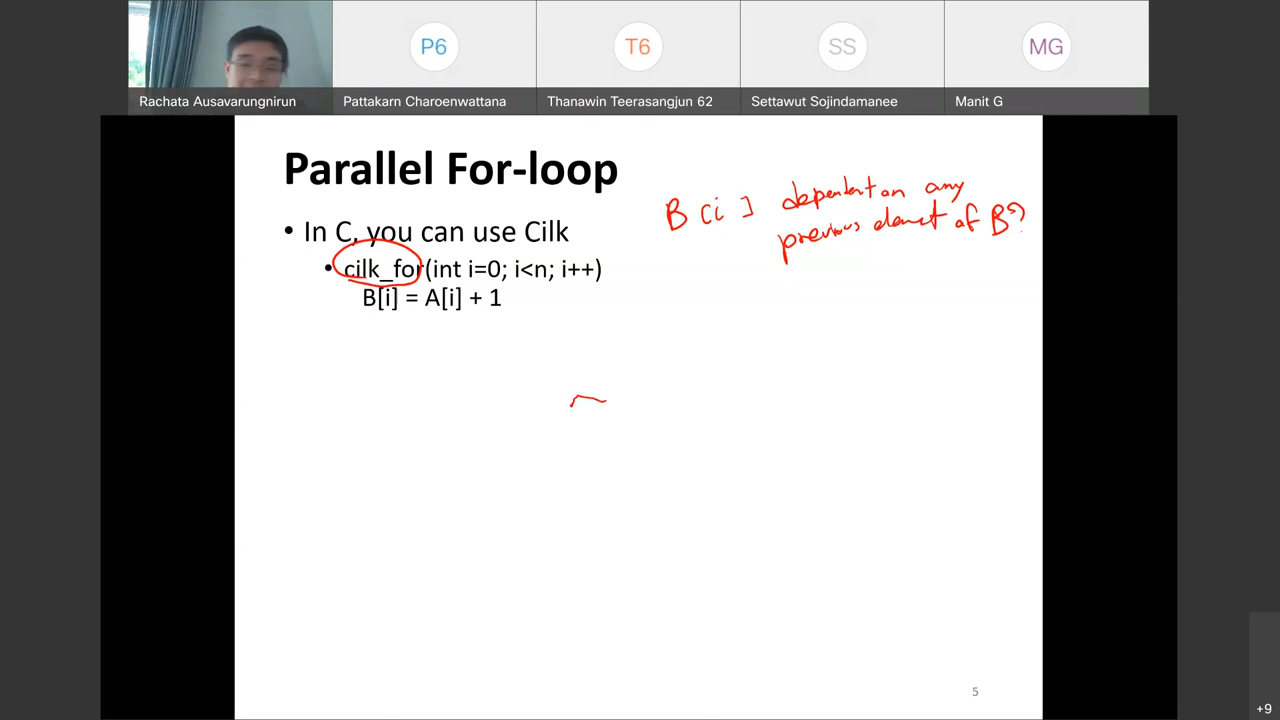 P6
T6
SS
MG
Rachata Ausavarungnirun
Pattakarn Charoenwattana
Thanawin Teerasangjun 62
Settawut Sojindamanee
Manit G
Parallel For-loop
B[i] dependent on any
previous element of B?
• In C, you can use Cilk
• cilk_for(int i=0; i<n; i++)
B[i] = A[i] + 1
5
+9